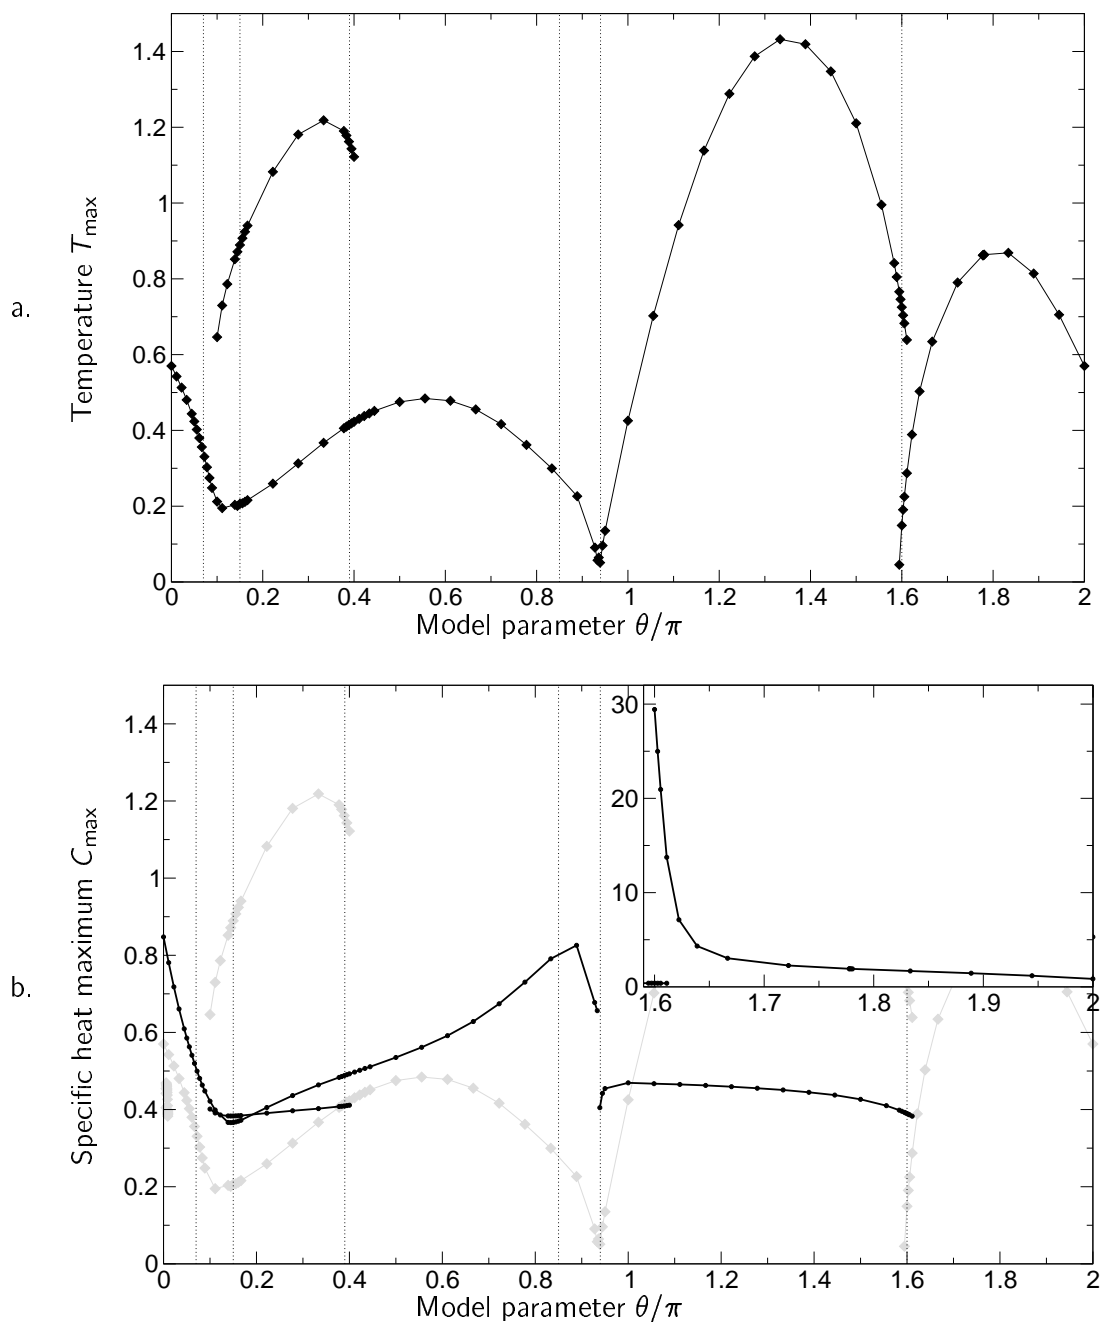 1.4
1.2
1
0.8
0.6
0.4
0.2
0
a.
Temperature Tmax
0 0.2 0.4 0.6 0.8 1 1.2 1.4 1.6 1.8 2
Model parameter θ/π
1.4
1.2
1
0.8
0.6
0.4
0.2
0
b.
Specific heat maximum Cmax
30
20
10
0
1.6 1.7 1.8 1.9 2
0 0.2 0.4 0.6 0.8 1 1.2 1.4 1.6 1.8 2
Model parameter θ/π